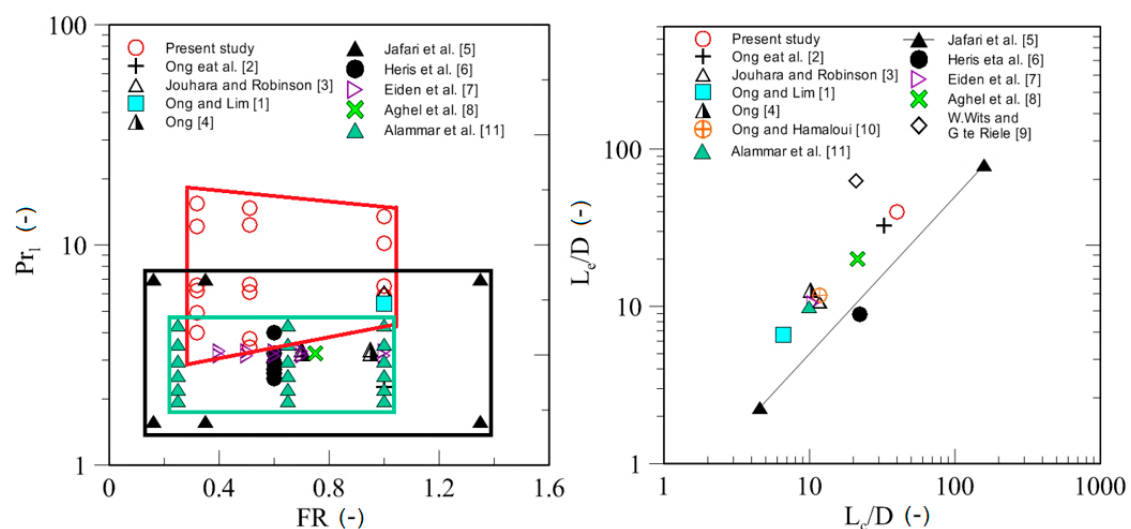 100
10
1
Pr₁ (-)
0
0.4
0.8
1.2
1.6
FR (-)
Present study
Ong eat al. [2]
Jouhara and Robinson [3]
Ong and Lim [1]
Ong [4]
Jafari et al. [5]
Heris et al. [6]
Eiden et al. [7]
Aghel et al. [8]
Alammar et al. [11]
100
10
1
Lₑ/D (-)
1
10
100
1000
L꜀/D (-)
Present study
Ong et al. [2]
Jouhara and Robinson [3]
Ong and Lim [1]
Ong [4]
Ong and Hamaloui [10]
Alammar et al. [11]
Jafari et al. [5]
Heris eta al. [6]
Eiden et al. [7]
Aghel et al. [8]
W.Wits and
G te Riele [9]